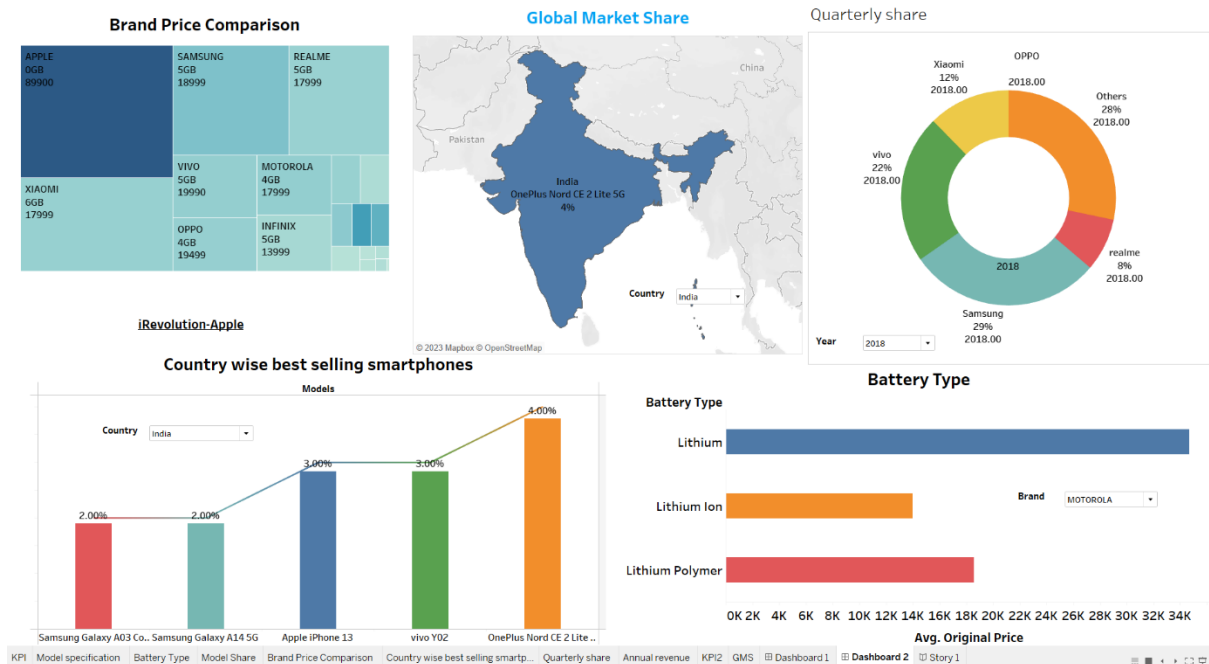 Brand Price Comparison
APPLE
0GB
89900
SAMSUNG
5GB
18999
REALME
5GB
17999
XIAOMI
6GB
17999
VIVO
5GB
19990
MOTOROLA
4GB
17999
OPPO
4GB
19499
INFINIX
5GB
13999
iRevolution-Apple
Global Market Share
China
Pakistan
India
OnePlus Nord CE 2 Lite 5G
4%
Country India
© 2023 Mapbox © OpenStreetMap
Quarterly share
OPPO
2018.00
Xiaomi
12%
2018.00
Others
28%
2018.00
vivo
22%
2018.00
realme
8%
2018.00
2018
Samsung
29%
2018.00
Year 2018
Country wise best selling smartphones
Models
Country India
2.00%
2.00%
3.00%
3.00%
4.00%
Samsung Galaxy A03 Co.. Samsung Galaxy A14 5G Apple iPhone 13 vivo Y02 OnePlus Nord CE 2 Lite ..
Battery Type
Battery Type
Lithium
Lithium Ion
Lithium Polymer
Brand MOTOROLA
0K 2K 4K 6K 8K 10K 12K 14K 16K 18K 20K 22K 24K 26K 28K 30K 32K 34K
Avg. Original Price
KPI Model specification Battery Type Model Share Brand Price Comparison Country wise best selling smartp... Quarterly share Annual revenue KPI2 GMS Dashboard 1 Dashboard 2 Story 1